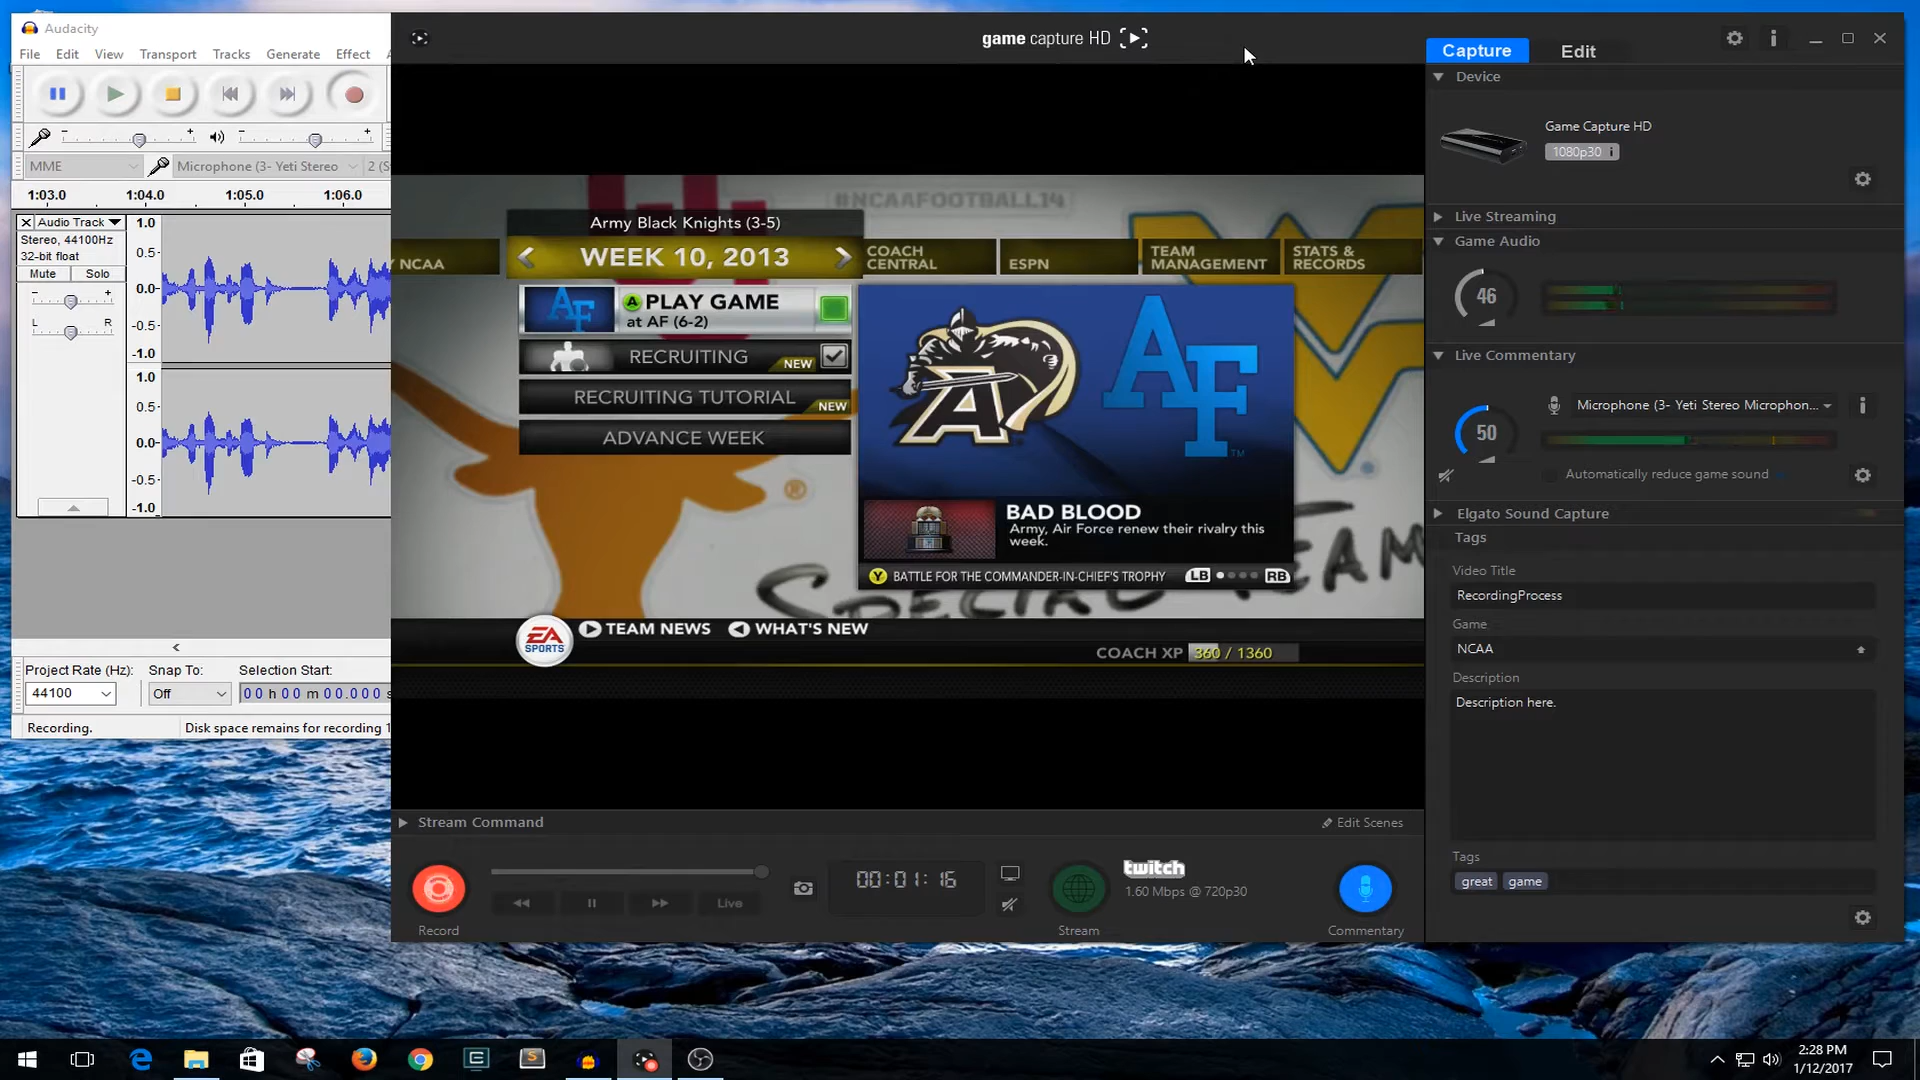 Audacity
File Edit View Transport Tracks Generate Effect
MME
Microphone (3- Yeti Stereo
1:03.0 1:04.0 1:05.0 1:06.0
Audio Track
Stereo, 44100Hz
32-bit float
Mute Solo
- +
L R
1.0
0.5-
0.0-
-0.5-
-1.0
1.0
0.5-
0.0-
-0.5-
-1.0
Project Rate (Hz): Snap To: Selection Start:
44100 Off 00 h 00 m 00.000 s
Recording. Disk space remains for recording 1
game capture HD
#NCAAFOOTBALL14
Army Black Knights (3-5)
WEEK 10, 2013
NCAA
COACH CENTRAL
ESPN
TEAM MANAGEMENT
STATS & RECORDS
A PLAY GAME
at AF (6-2)
RECRUITING NEW
RECRUITING TUTORIAL NEW
ADVANCE WEEK
A AF TM
BAD BLOOD
Army, Air Force renew their rivalry this
week.
Y BATTLE FOR THE COMMANDER-IN-CHIEF'S TROPHY LB RB
SPECIAL TEAM
EA SPORTS
TEAM NEWS WHAT'S NEW
COACH XP 360 / 1360
Stream Command Edit Scenes
00:01:16
Live
Record
twitch
1.60 Mbps @ 720p30
Stream
Commentary
Capture Edit
Device
Game Capture HD
1080p30 i
Live Streaming
Game Audio
46
Live Commentary
Microphone (3- Yeti Stereo Microphon...
50
Automatically reduce game sound
Elgato Sound Capture
Tags
Video Title
RecordingProcess
Game
NCAA
Description
Description here.
Tags
great game
2:28 PM
1/12/2017